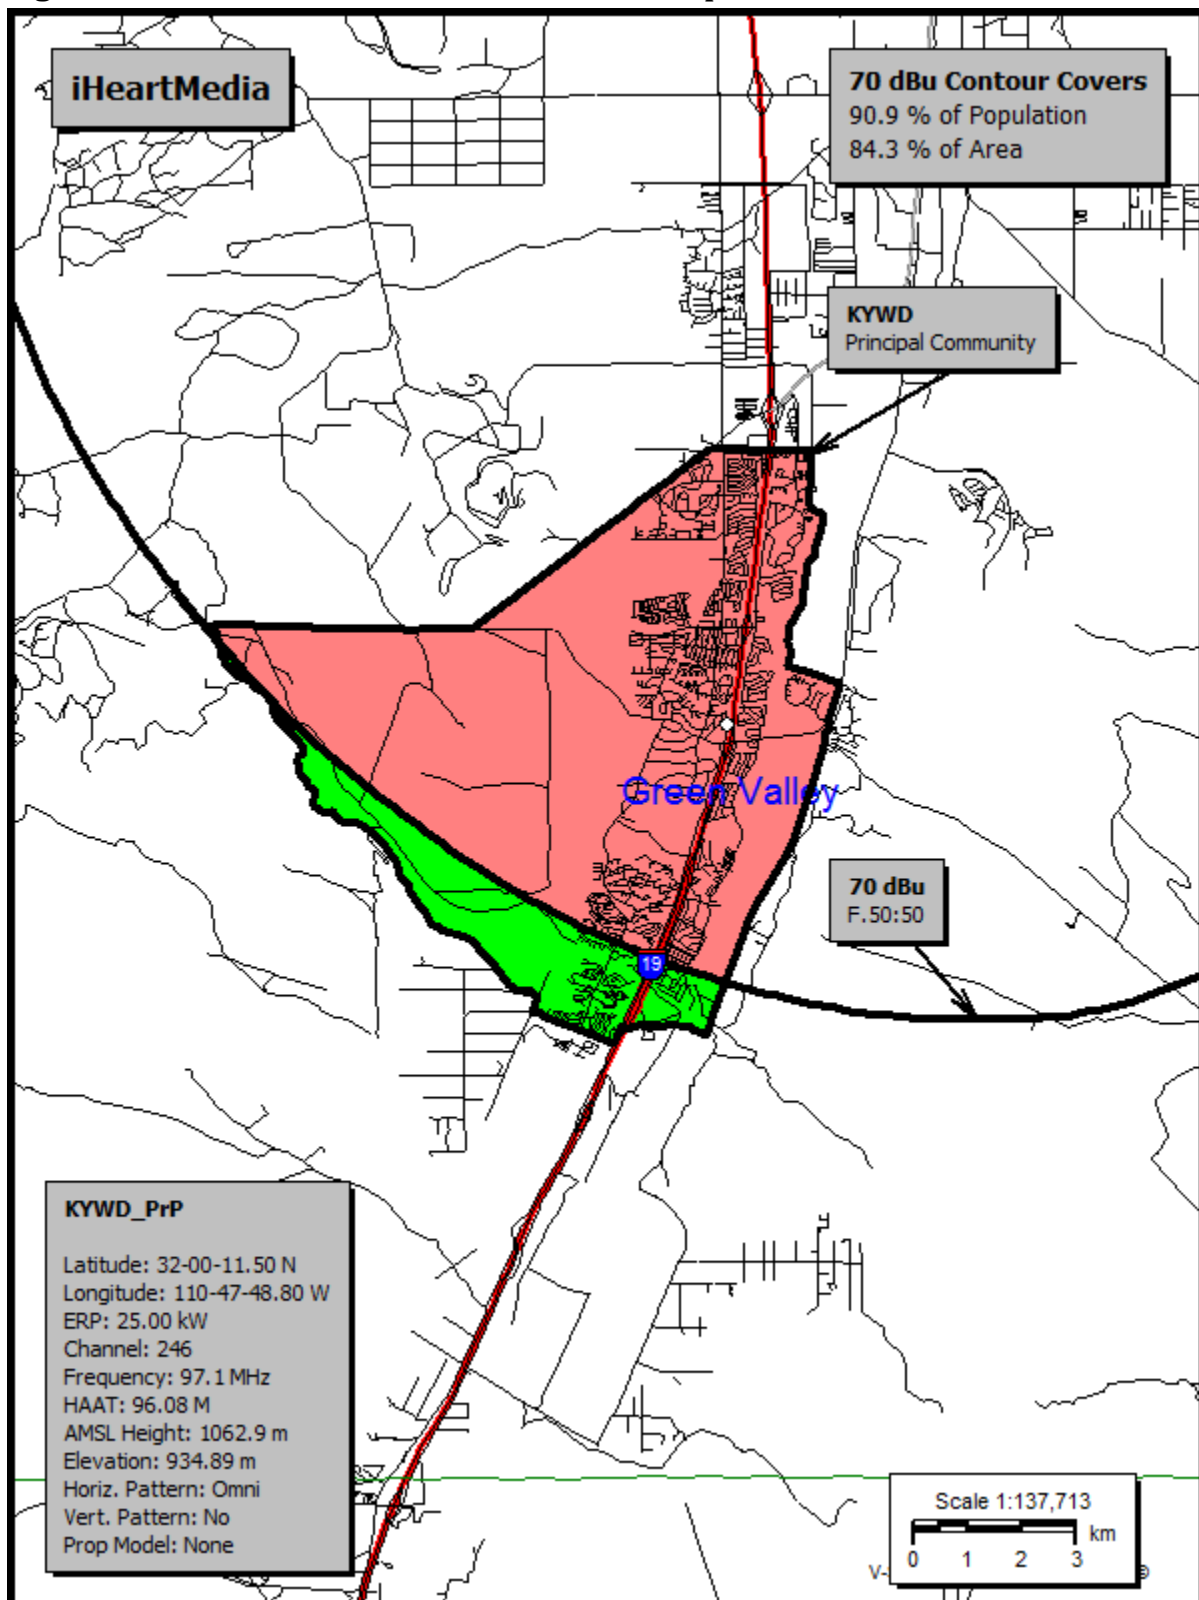 iHeartMedia
70 dBu Contour Covers
90.9 % of Population
84.3 % of Area
KYWD
Principal Community
Green Valley
70 dBu
F.50:50
19
KYWD_PrP
Latitude: 32-00-11.50 N
Longitude: 110-47-48.80 W
ERP: 25.00 kW
Channel: 246
Frequency: 97.1 MHz
HAAT: 96.08 M
AMSL Height: 1062.9 m
Elevation: 934.89 m
Horiz. Pattern: Omni
Vert. Pattern: No
Prop Model: None
Scale 1:137,713
km
0 1 2 3
V-